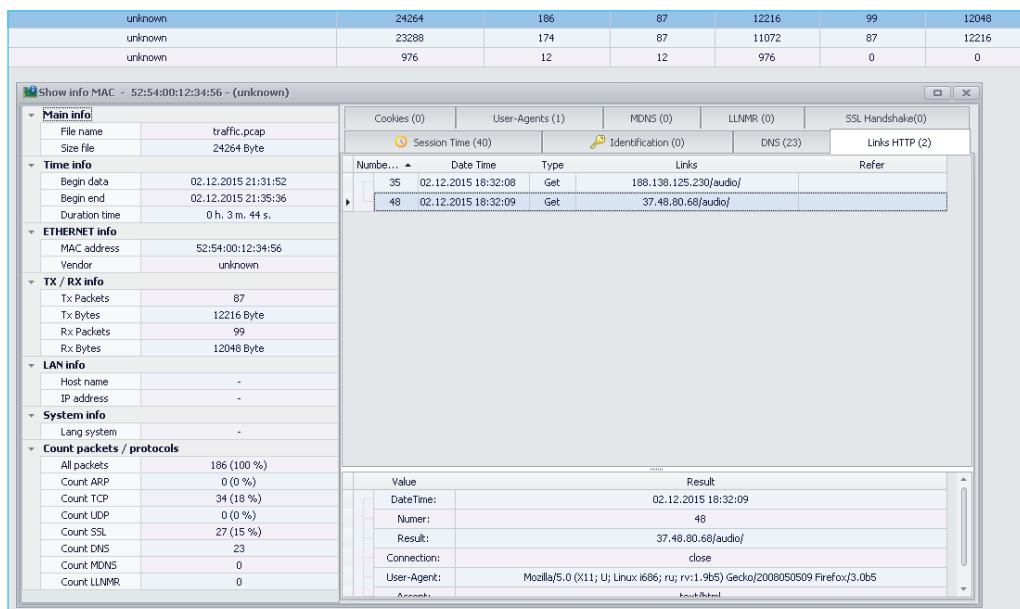 unknown 24264 186 87 12216 99 12048
unknown 23288 174 87 11072 87 12216
unknown 976 12 12 976 0 0
Show info MAC - 52:54:00:12:34:56 - (unknown)
Main info
File name traffic.pcap
Size file 24264 Byte
Time info
Begin data 02.12.2015 21:31:52
Begin end 02.12.2015 21:35:36
Duration time 0 h. 3 m. 44 s.
ETHERNET info
MAC address 52:54:00:12:34:56
Vendor unknown
TX / RX info
Tx Packets 87
Tx Bytes 12216 Byte
Rx Packets 99
Rx Bytes 12048 Byte
LAN info
Host name -
IP address -
System info
Lang system -
Count packets / protocols
All packets 186 (100 %)
Count ARP 0 (0 %)
Count TCP 34 (18 %)
Count UDP 0 (0 %)
Count SSL 27 (15 %)
Count DNS 23
Count MDNS 0
Count LLNMR 0
Cookies (0) User-Agents (1) MDNS (0) LLNMR (0) SSL Handshake(0)
Session Time (40) Identification (0) DNS (23) Links HTTP (2)
Numbe... Date Time Type Links Refer
35 02.12.2015 18:32:08 Get 188.138.125.230/audio/
48 02.12.2015 18:32:09 Get 37.48.80.68/audio/
Value Result
DateTime: 02.12.2015 18:32:09
Numer: 48
Result: 37.48.80.68/audio/
Connection: close
User-Agent: Mozilla/5.0 (X11; U; Linux i686; ru; rv:1.9b5) Gecko/2008050509 Firefox/3.0b5
Accept: text/html